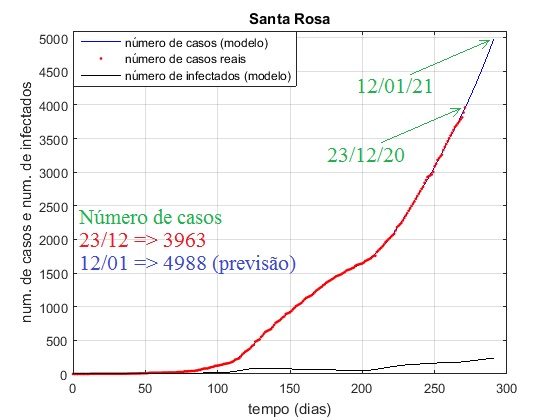 Santa Rosa
número de casos (modelo)
número de casos reais
número de infectados (modelo)
12/01/21
23/12/20
Número de casos
23/12 => 3963
12/01 => 4988 (previsão)
num. de casos e num. de infectados
5000
4500
4000
3500
3000
2500
2000
1500
1000
500
0
0 50 100 150 200 250 300
tempo (dias)